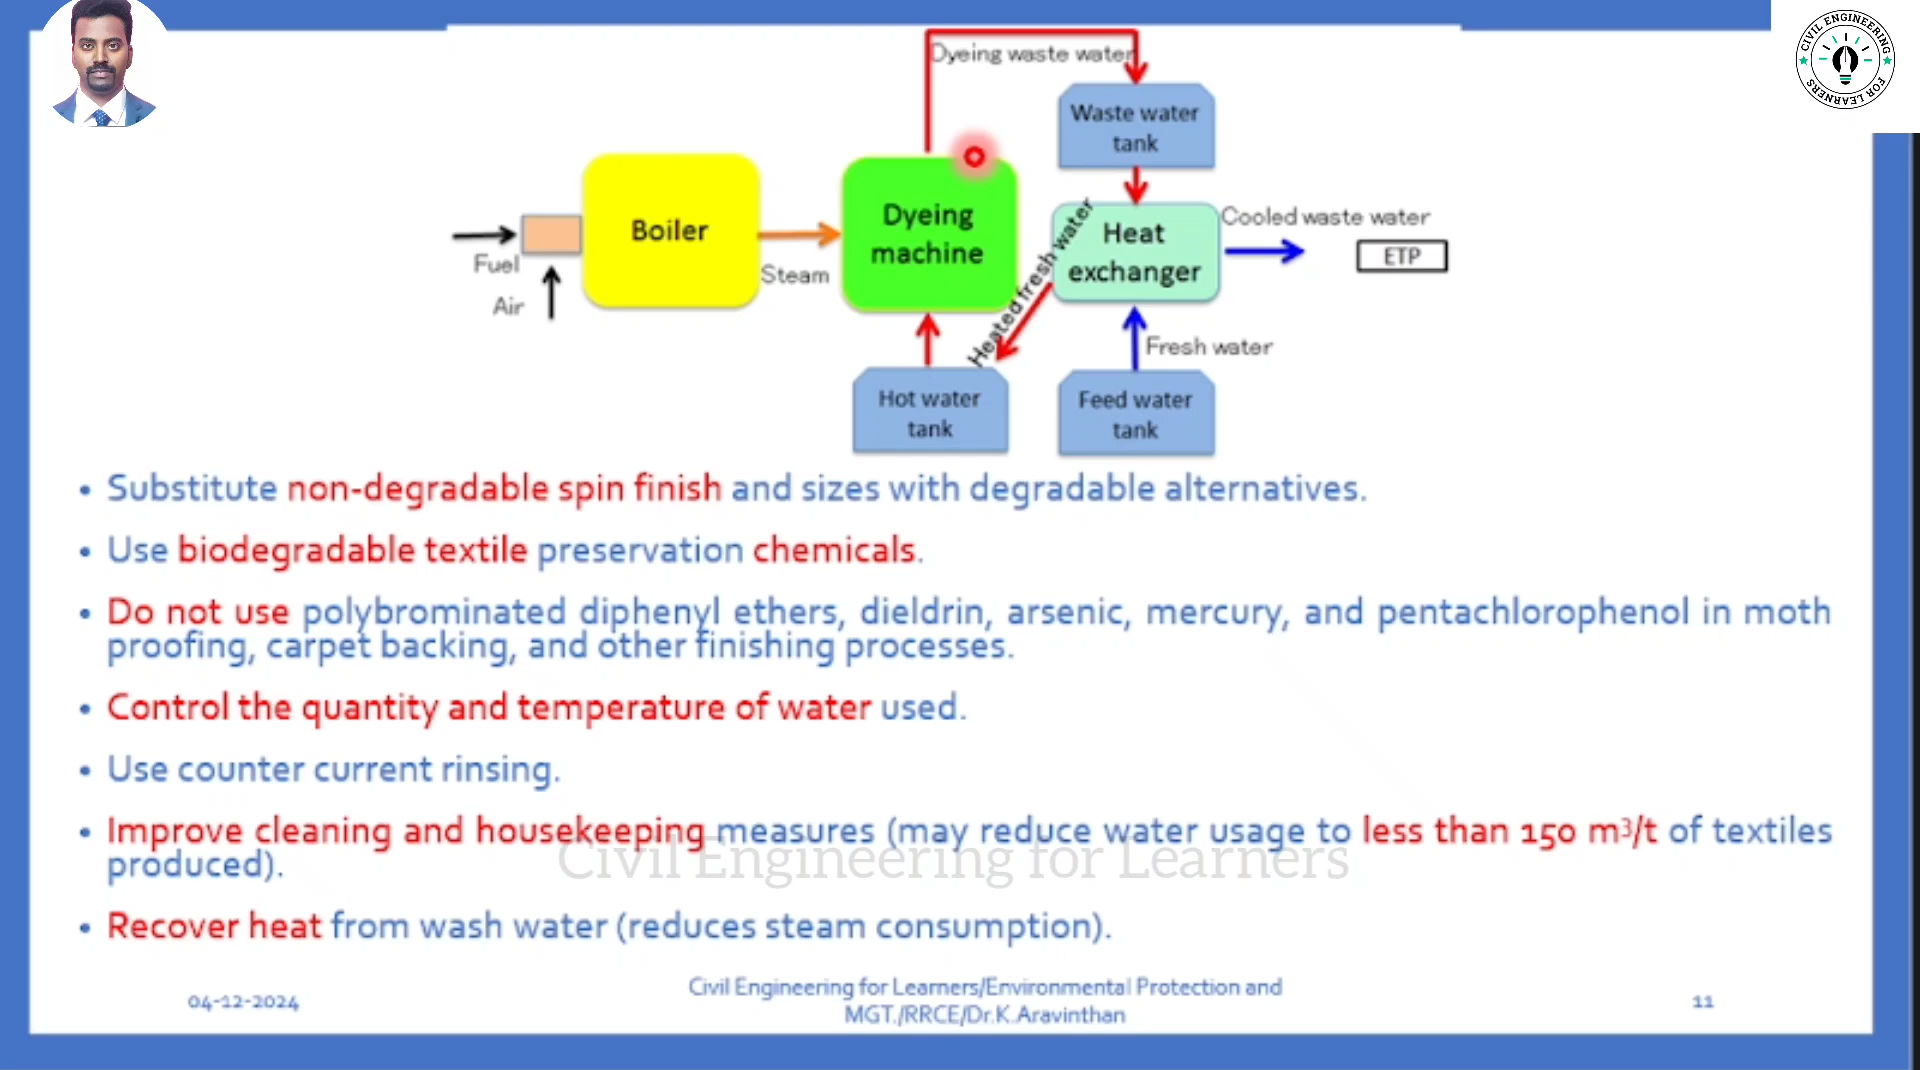 CIVIL ENGINEERING
FOR LEARNERS
Dyeing waste water
Waste water
tank
Boiler
Dyeing
machine
Heat
exchanger
Cooled waste water
ETP
Fuel
Air
Steam
Heated fresh water
Fresh water
Hot water
tank
Feed water
tank
• Substitute non-degradable spin finish and sizes with degradable alternatives.
• Use biodegradable textile preservation chemicals.
• Do not use polybrominated diphenyl ethers, dieldrin, arsenic, mercury, and pentachlorophenol in moth
proofing, carpet backing, and other finishing processes.
• Control the quantity and temperature of water used.
• Use counter current rinsing.
• Improve cleaning and housekeeping measures (may reduce water usage to less than 150 m³/t of textiles
produced).
Civil Engineering for Learners
• Recover heat from wash water (reduces steam consumption).
04-12-2024
Civil Engineering for Learners/Environmental Protection and
MGT./RRCE/Dr.K.Aravinthan
11